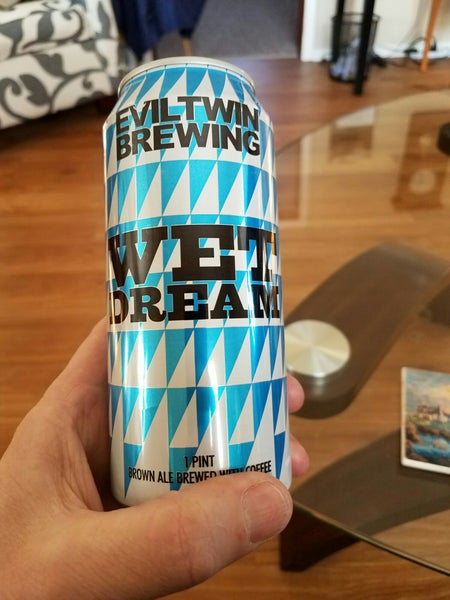 EVILTWIN
BREWING
WET
DREAM
1 PINT
BROWN ALE BREWED WITH COFFEE